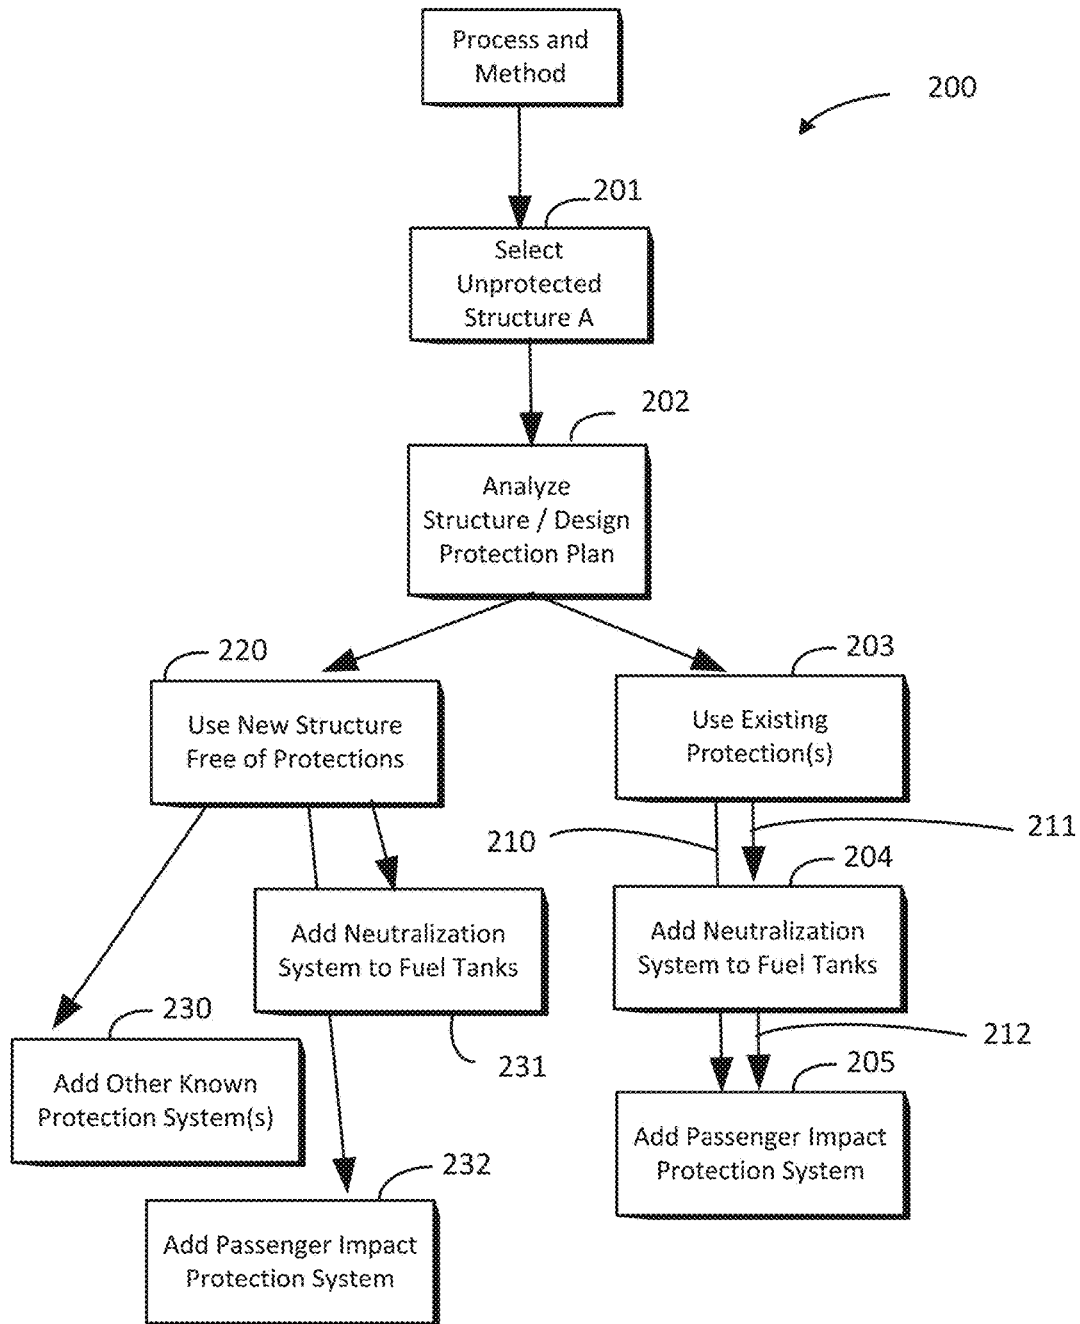 Process and
Method
200
201
Select
Unprotected
Structure A
202
Analyze
Structure / Design
Protection Plan
220
Use New Structure
Free of Protections
203
Use Existing
Protection(s)
210
211
204
Add Neutralization
System to Fuel Tanks
231
Add Neutralization
System to Fuel Tanks
212
230
Add Other Known
Protection System(s)
205
Add Passenger Impact
Protection System
232
Add Passenger Impact
Protection System